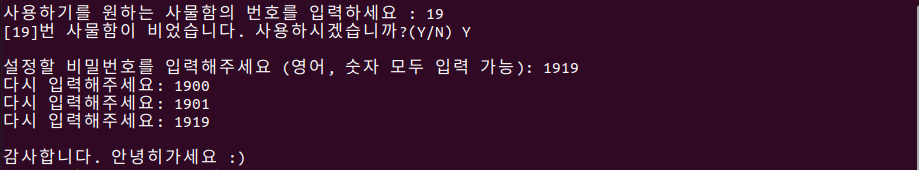 사용하기를 원하는 사물함의 번호를 입력하세요 : 19
[19]번 사물함이 비었습니다. 사용하시겠습니까?(Y/N) Y
설정할 비밀번호를 입력해주세요 (영어, 숫자 모두 입력 가능): 1919
다시 입력해주세요: 1900
다시 입력해주세요: 1901
다시 입력해주세요: 1919
감사합니다. 안녕히가세요 :)